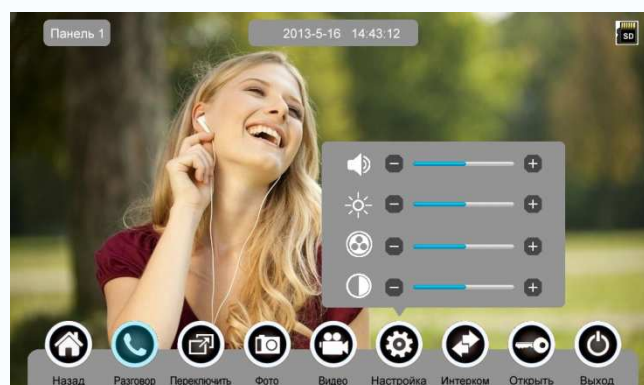 Панель 1
2013-5-16 14:43:12
SD
Назад Разговор Переключить Фото Видео Настройка Интерком Открыть Выход